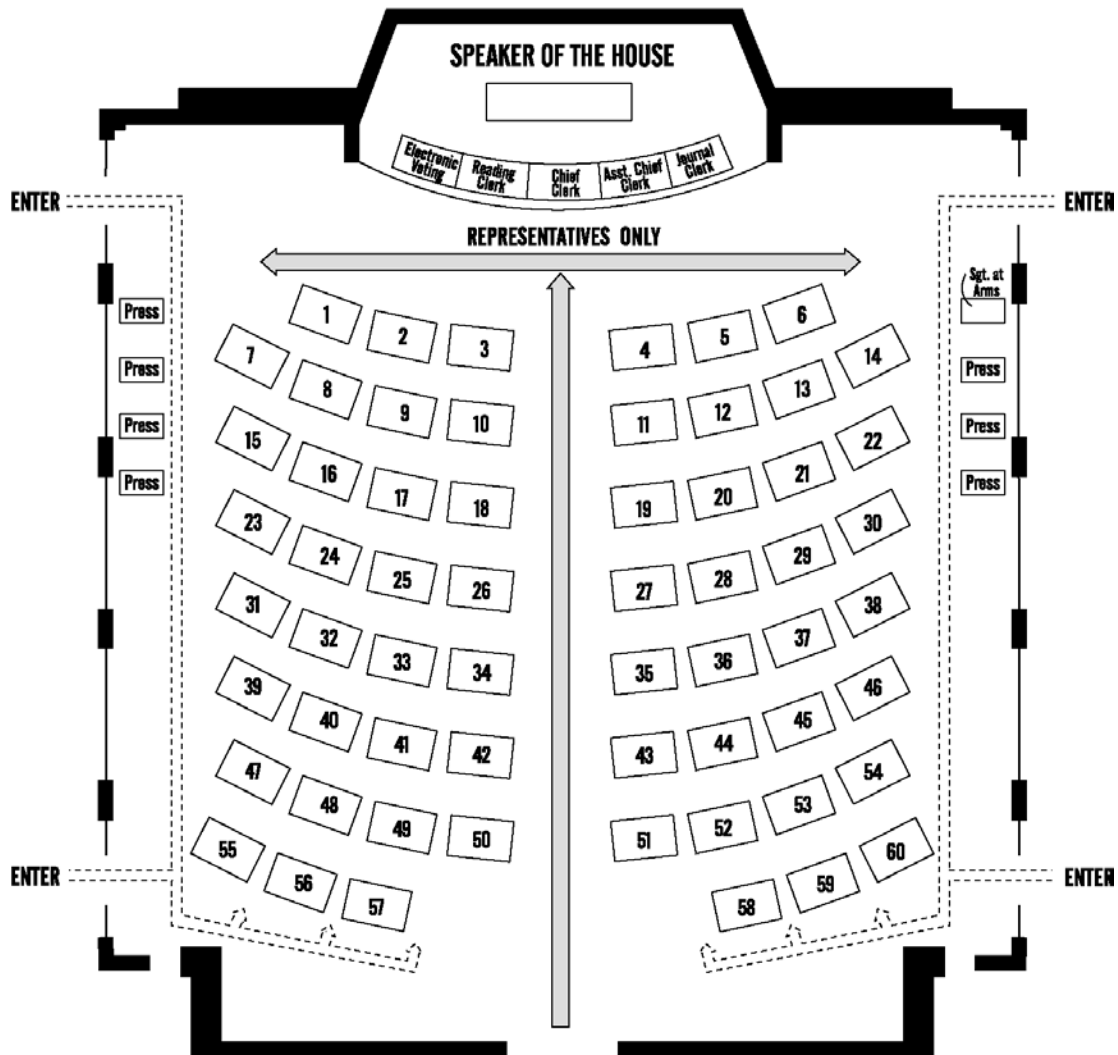 SPEAKER OF THE HOUSE
Electronic
Voting
Reading
Clerk
Chief
Clerk
Asst. Chief
Clerk
Journal
Clerk
ENTER
ENTER
REPRESENTATIVES ONLY
Sgt. at
Arms
Press
Press
Press
Press
Press
Press
Press
1 2 3 4 5 6
7 8 9 10 11 12 13 14
15 16 17 18 19 20 21 22
23 24 25 26 27 28 29 30
31 32 33 34 35 36 37 38
39 40 41 42 43 44 45 46
47 48 49 50 51 52 53 54
55 56 57 58 59 60
ENTER
ENTER